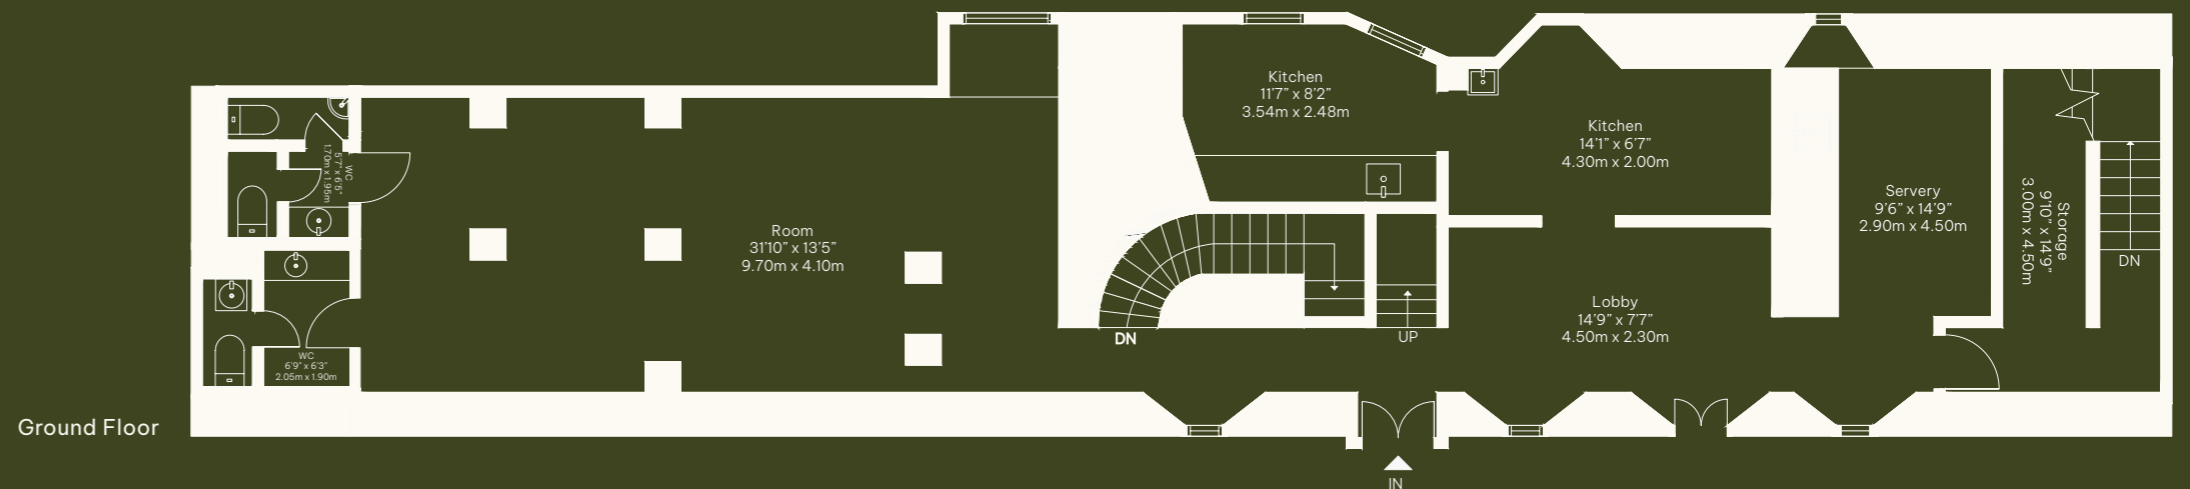 Kitchen
11'7" x 8'2"
3.54m x 2.48m
Kitchen
14'1" x 6'7"
4.30m x 2.00m
WC
5'7" x 6'5"
1.70m x 1.95m
Room
31'10" x 13'5"
9.70m x 4.10m
Servery
9'6" x 14'9"
2.90m x 4.50m
Storage
9'10" x 14'9"
3.00m x 4.50m
DN
Lobby
14'9" x 7'7"
4.50m x 2.30m
DN
UP
WC
6'9" x 6'3"
2.05m x 1.90m
Ground Floor
IN